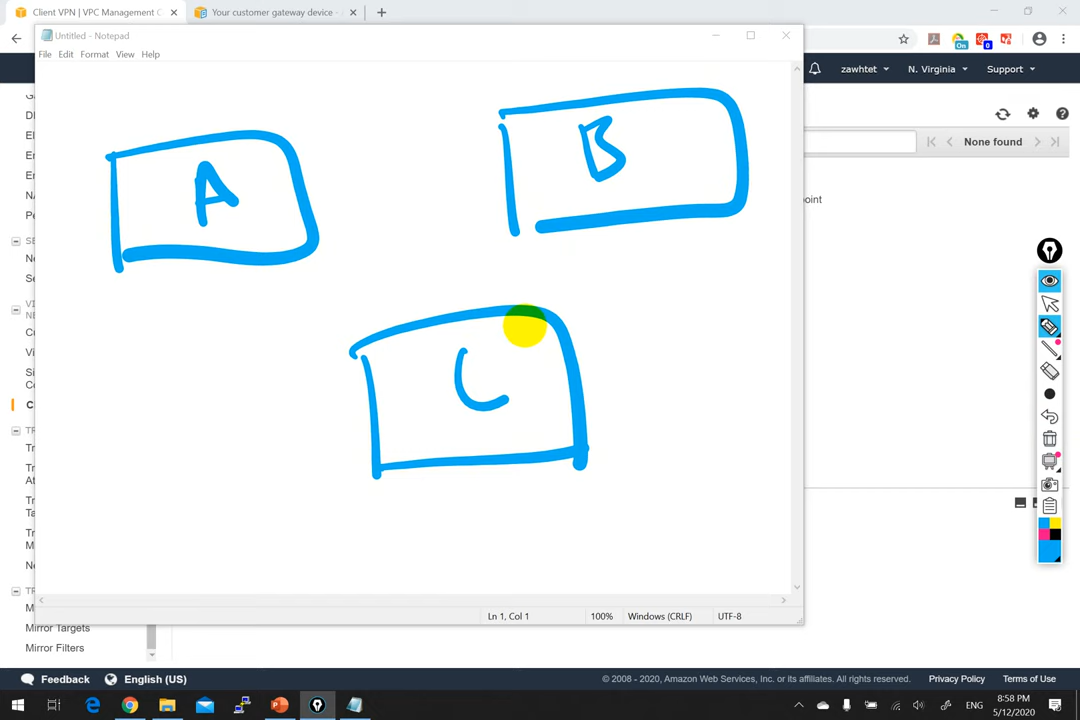 Client VPN | VPC Management C
Your customer gateway device -
Untitled - Notepad
File Edit Format View Help
On
0
zawhtet
N. Virginia
Support
None found
oint
A
B
C
Ln 1, Col 1
100%
Windows (CRLF)
UTF-8
Mirror Targets
Mirror Filters
Feedback
English (US)
© 2008 - 2020, Amazon Web Services, Inc. or its affiliates. All rights reserved.
Privacy Policy
Terms of Use
ENG
8:58 PM
5/12/2020